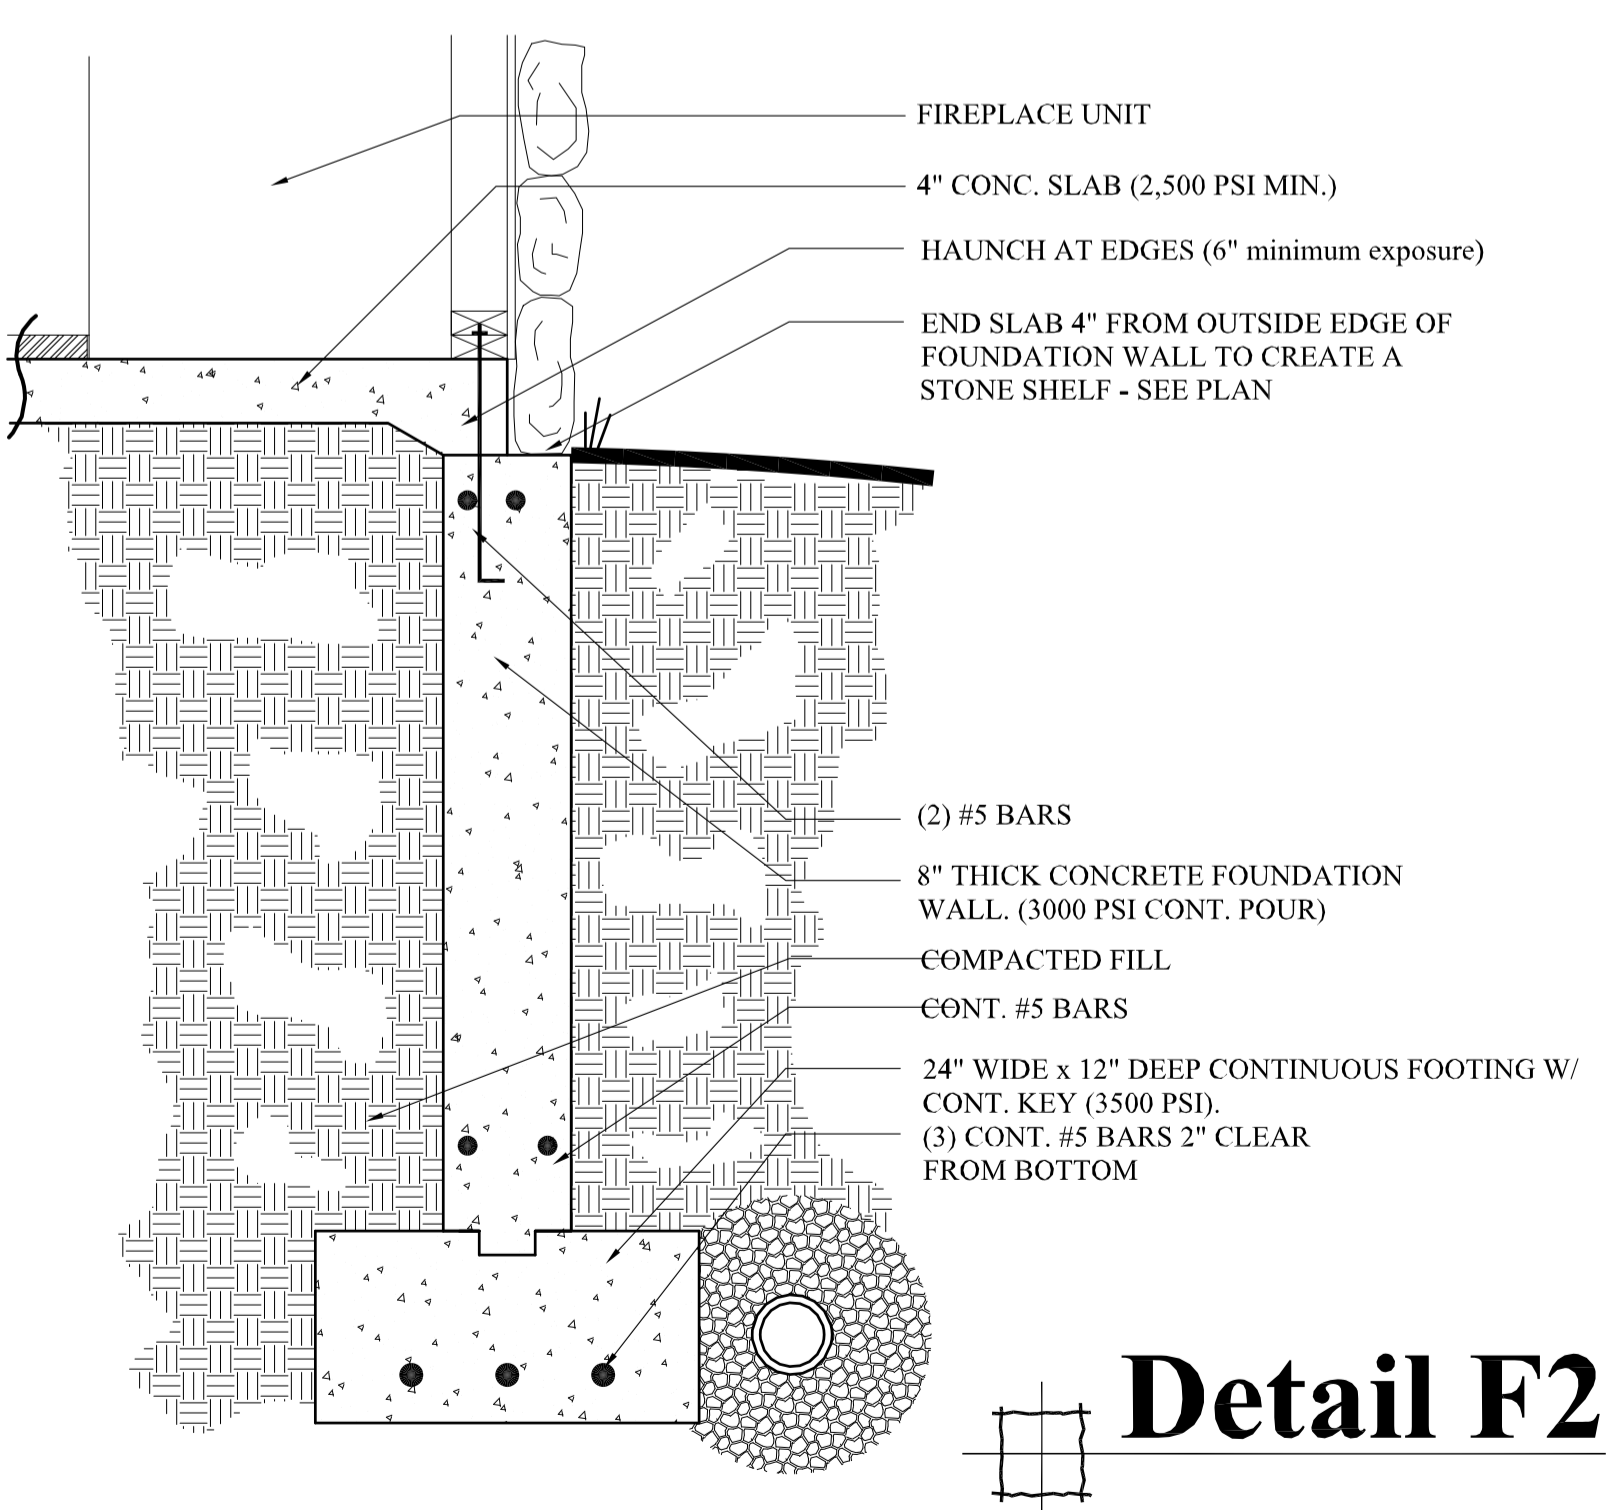 FIREPLACE UNIT
4" CONC. SLAB (2,500 PSI MIN.)
HAUNCH AT EDGES (6" minimum exposure)
END SLAB 4" FROM OUTSIDE EDGE OF
FOUNDATION WALL TO CREATE A
STONE SHELF - SEE PLAN
(2) #5 BARS
8" THICK CONCRETE FOUNDATION
WALL. (3000 PSI CONT. POUR)
COMPACTED FILL
CONT. #5 BARS
24" WIDE x 12" DEEP CONTINUOUS FOOTING W/
CONT. KEY (3500 PSI).
(3) CONT. #5 BARS 2" CLEAR
FROM BOTTOM
Detail F2